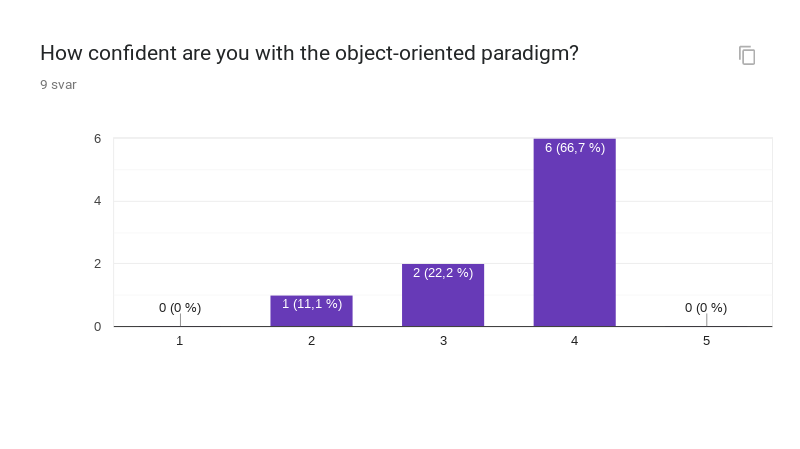 How confident are you with the object-oriented paradigm?
9 svar
6
4
2
0
0 (0 %)
1 (11,1 %)
2 (22,2 %)
6 (66,7 %)
0 (0 %)
1
2
3
4
5